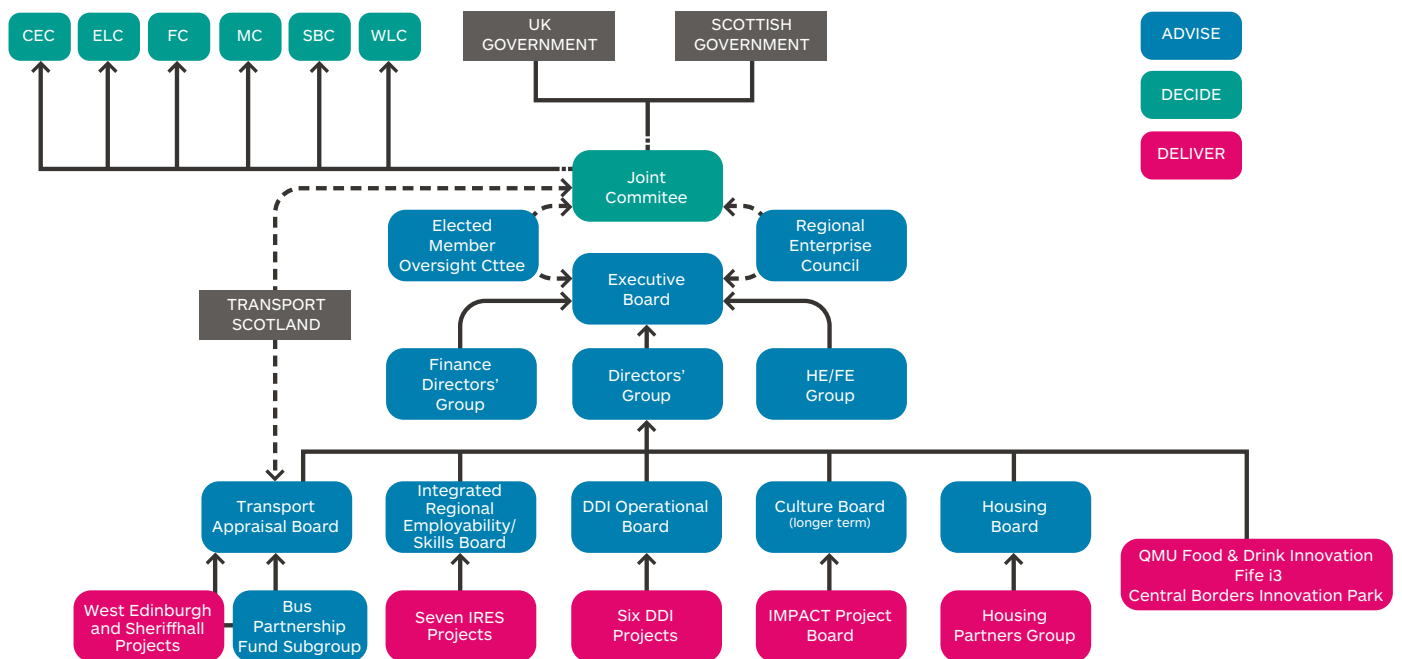 CEC
ELC
FC
MC
SBC
WLC
UK
GOVERNMENT
SCOTTISH
GOVERNMENT
ADVISE
DECIDE
DELIVER
Joint
Commitee
Elected
Member
Oversight Cttee
Regional
Enterprise
Council
Executive
Board
TRANSPORT
SCOTLAND
Finance
Directors’
Group
Directors’
Group
HE/FE
Group
Transport
Appraisal Board
Integrated
Regional
Employability/
Skills Board
DDI Operational
Board
Culture Board
(longer term)
Housing
Board
QMU Food & Drink Innovation
Fife i3
Central Borders Innovation Park
West Edinburgh
and Sheriffhall
Projects
Bus
Partnership
Fund Subgroup
Seven IRES
Projects
Six DDI
Projects
IMPACT Project
Board
Housing
Partners Group